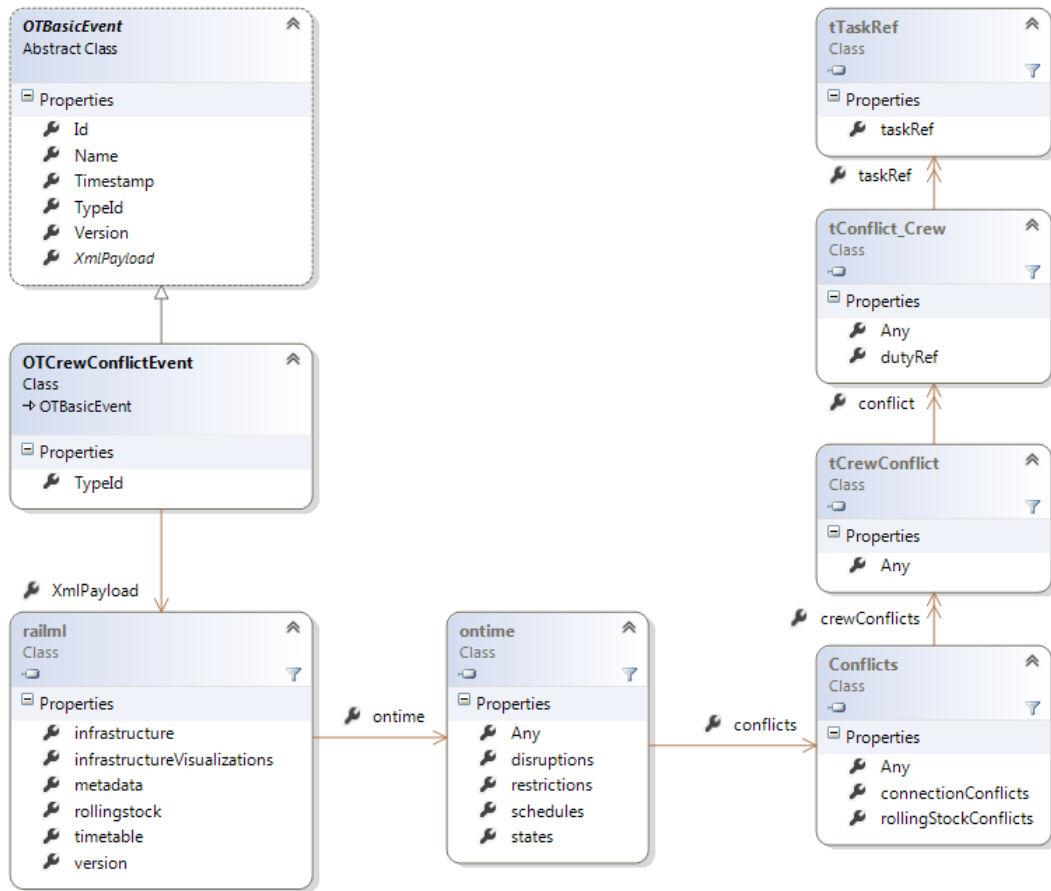 OTBasicEvent
Abstract Class
Properties
Id
Name
Timestamp
TypeId
Version
XmlPayload
OTCrewConflictEvent
Class
OTBasicEvent
Properties
TypeId
XmlPayload
railml
Class
Properties
infrastructure
infrastructureVisualizations
metadata
rollingstock
timetable
version
ontime
ontime
Class
Properties
Any
disruptions
restrictions
schedules
states
conflicts
Conflicts
Class
Properties
Any
connectionConflicts
rollingStockConflicts
crewConflicts
tCrewConflict
Class
Properties
Any
conflict
tConflict_Crew
Class
Properties
Any
dutyRef
taskRef
tTaskRef
Class
Properties
taskRef